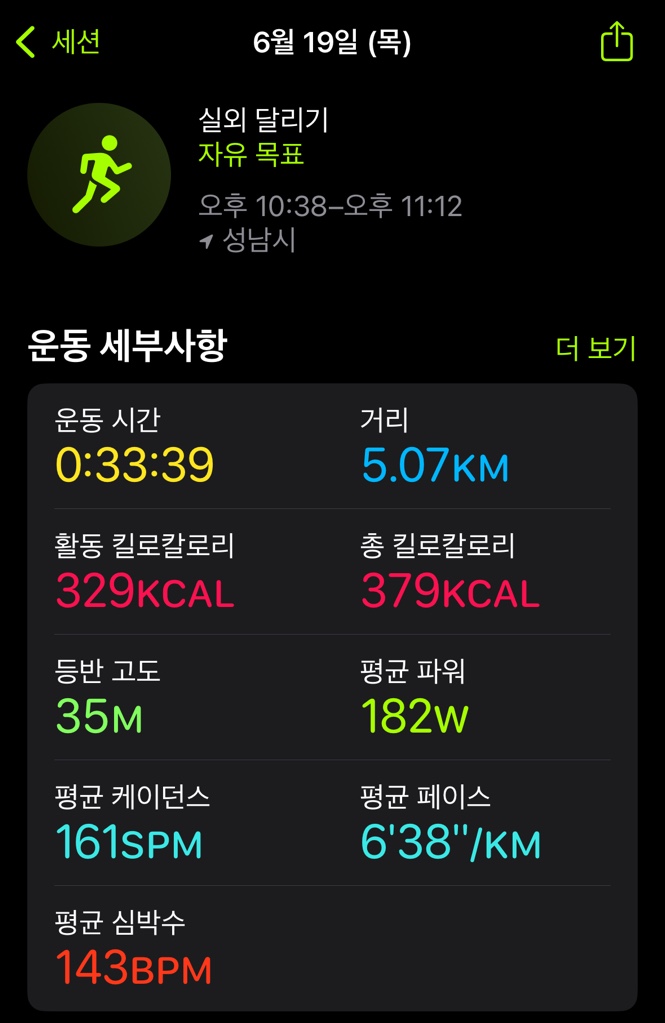 세션
6월 19일 (목)
실외 달리기
자유 목표
오후 10:38–오후 11:12
성남시
운동 세부사항
더 보기
운동 시간
거리
0:33:39
5.07KM
활동 킬로칼로리
총 킬로칼로리
329KCAL
379KCAL
등반 고도
평균 파워
35M
182W
평균 케이던스
평균 페이스
161SPM
6'38"/KM
평균 심박수
143BPM